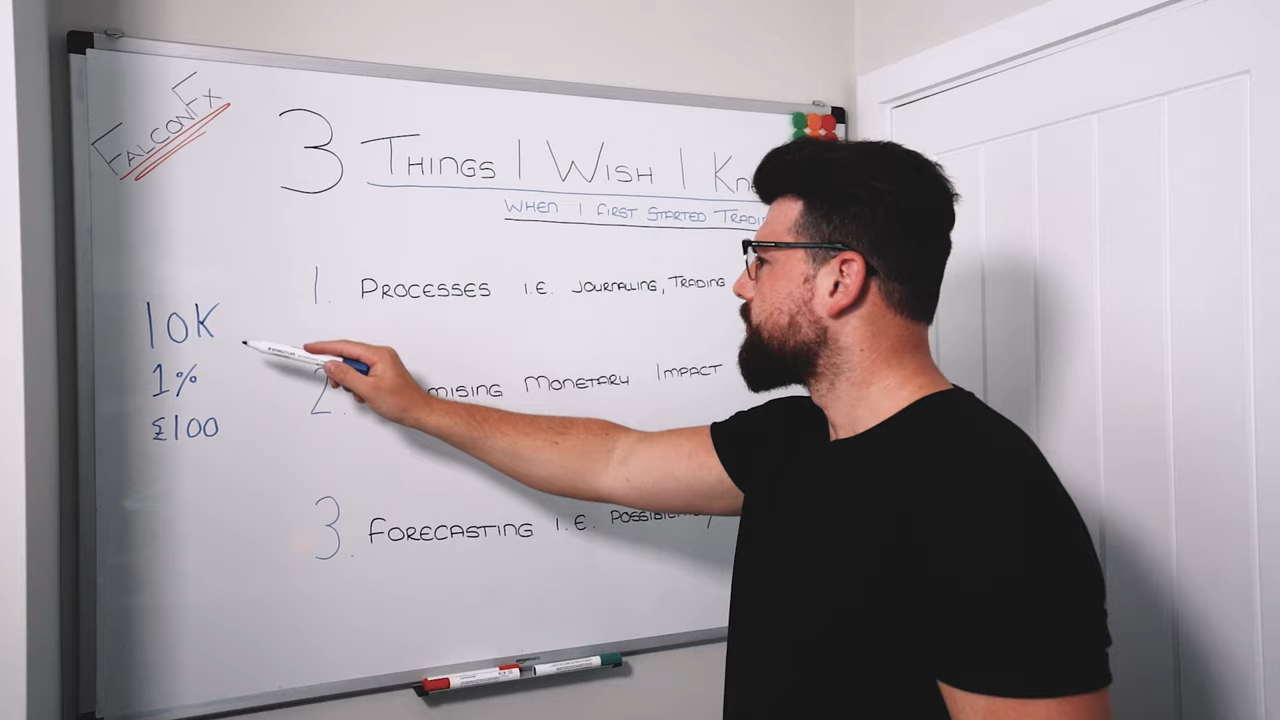 FALCONFX
3 THINGS I WISH I
WHEN I FIRST STARTED
1. PROCESSES I.E. JOURNALLING, TRADING
10K
1%
£100
2. MONETARY IMPACT
3. FORECASTING I.E.